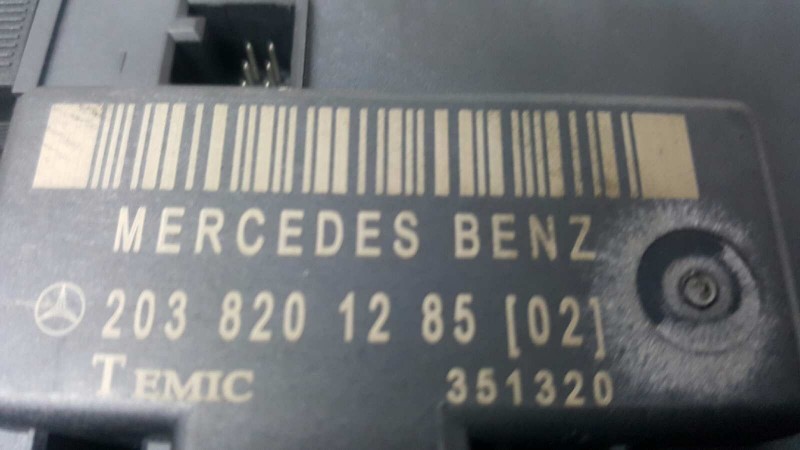 MERCEDES BENZ
203 820 12 85 [02]
TEMIC 351320